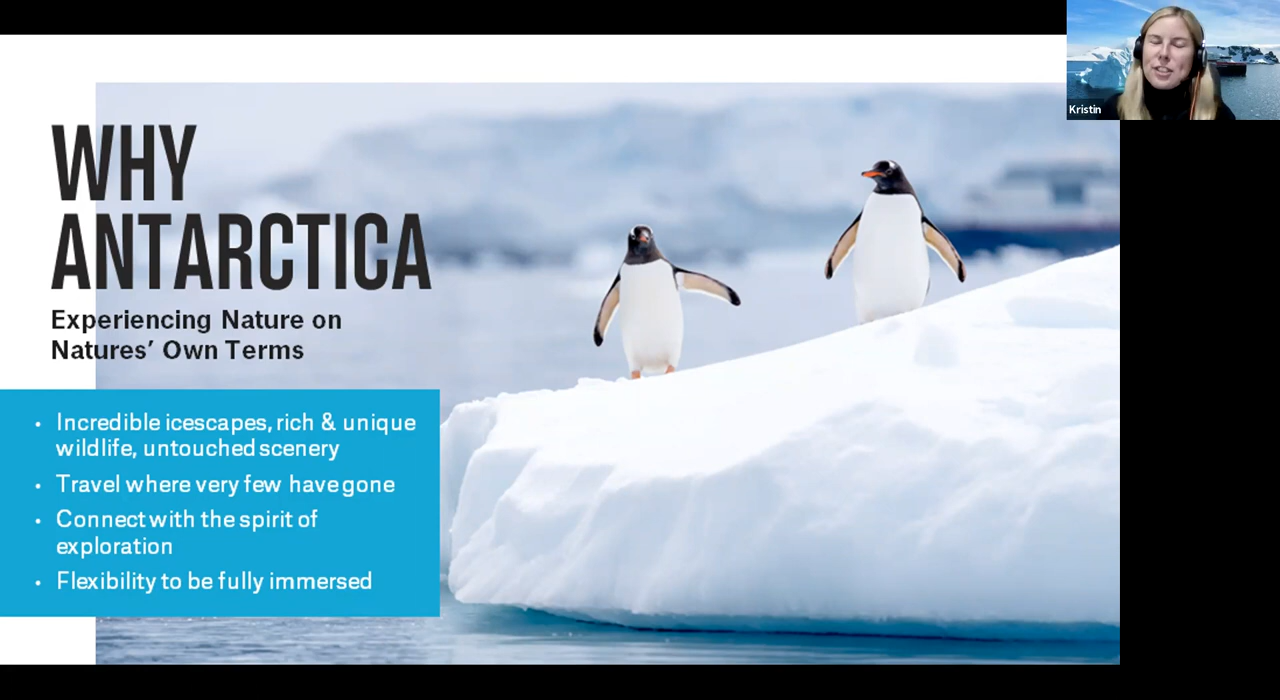 WHY
ANTARCTICA
Experiencing Nature on
Natures’ Own Terms
• Incredible icescapes, rich & unique
wildlife, untouched scenery
• Travel where very few have gone
• Connect with the spirit of
exploration
• Flexibility to be fully immersed
Kristin